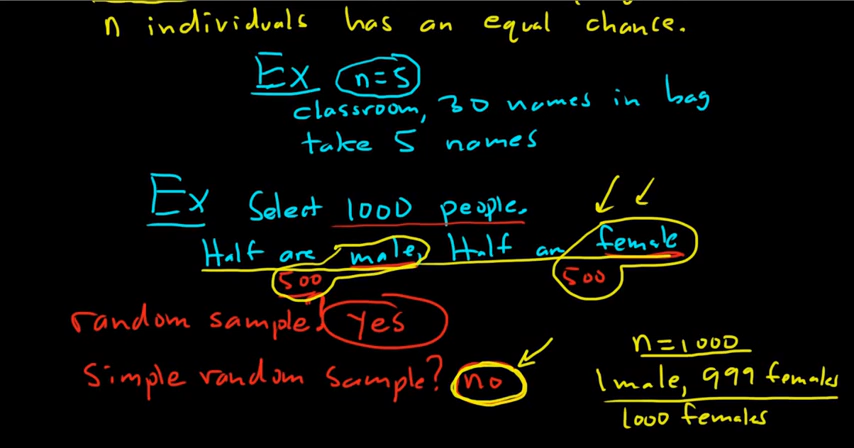 n individuals has an equal chance.
Ex n=5
classroom, 30 names in bag
take 5 names
Ex Select 1000 people.
Half are male, Half are female
500 500
random sample? yes
Simple random sample? no
n=1000
1 male, 999 females
1000 females